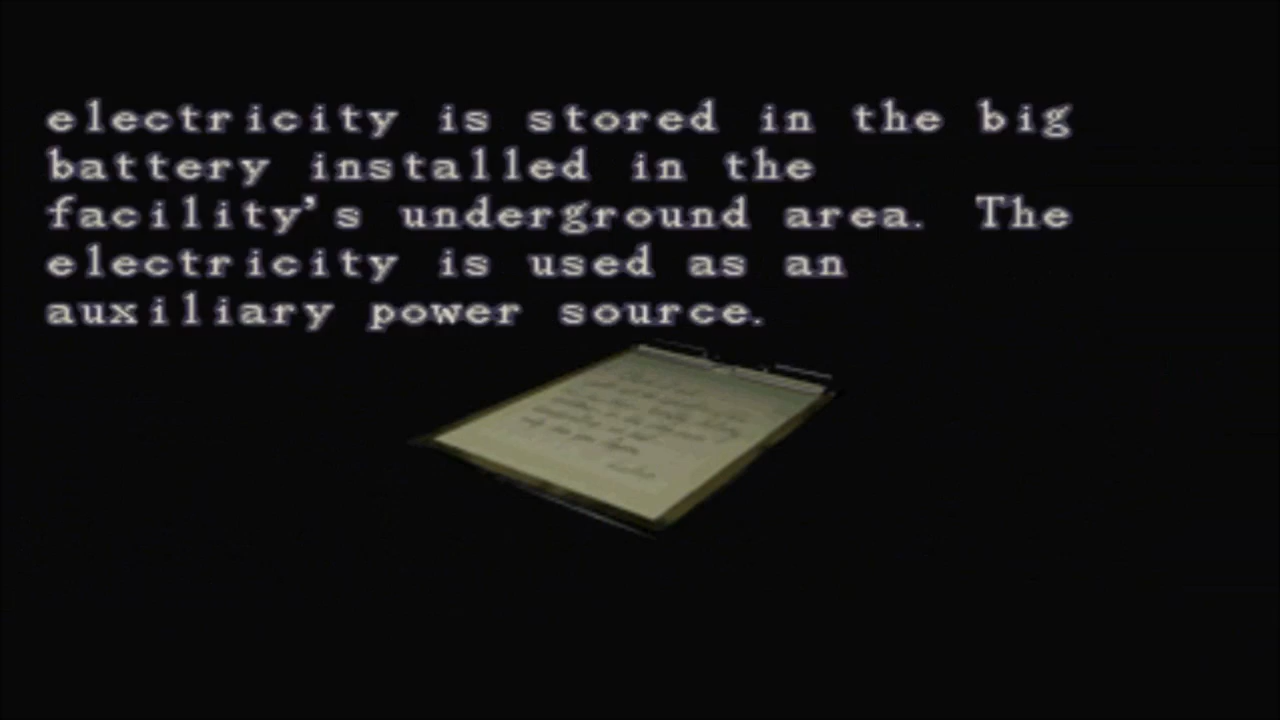 electricity is stored in the big
battery installed in the
facility's underground area. The
electricity is used as an
auxiliary power source.